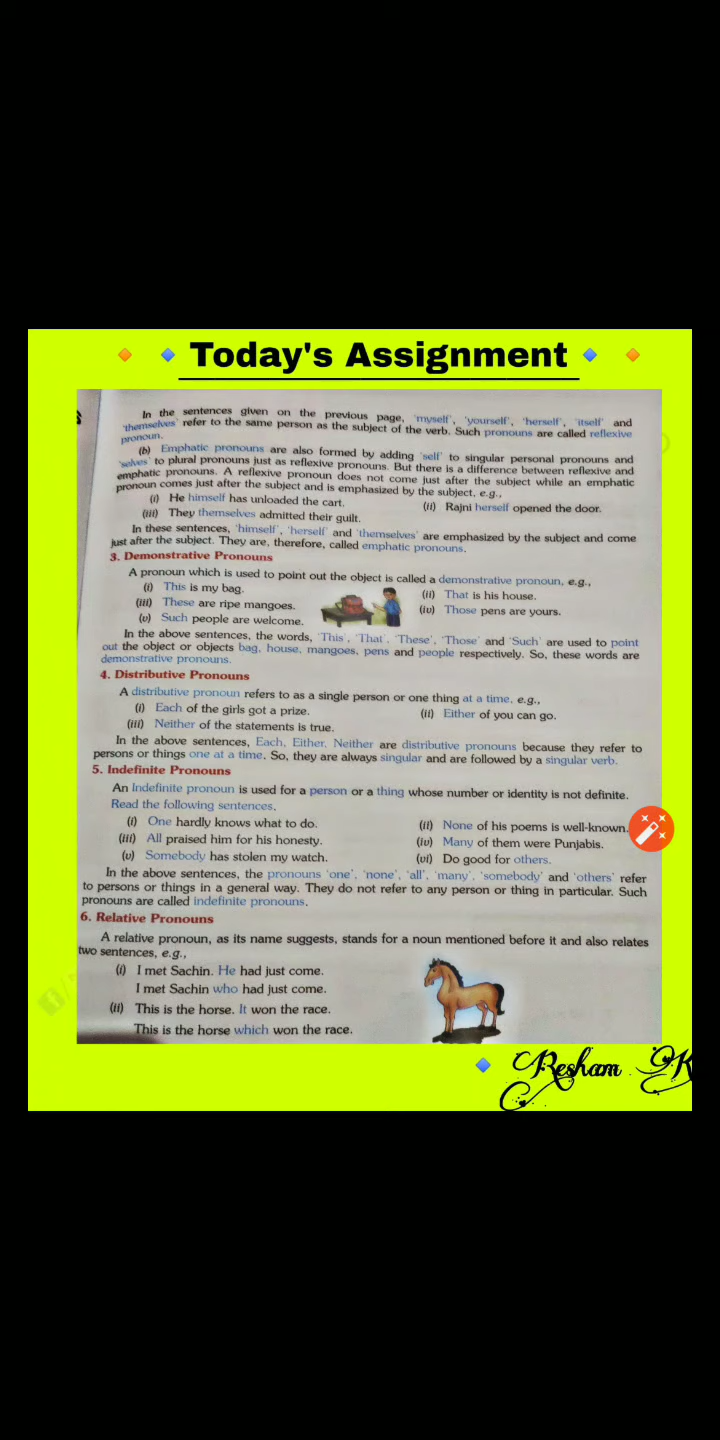 Today's Assignment
In the sentences given on the previous page, 'myself', 'yourself', 'herself', 'itself' and
'themselves' refer to the same person as the subject of the verb. Such pronouns are called reflexive
pronoun.
(b) Emphatic pronouns are also formed by adding 'self' to singular personal pronouns and
'selves' to plural pronouns just as reflexive pronouns. But there is a difference between reflexive and
emphatic pronouns. A reflexive pronoun does not come just after the subject while an emphatic
pronoun comes just after the subject and is emphasized by the subject, e.g.,
(i) He himself has unloaded the cart. (ii) Rajni herself opened the door.
(iii) They themselves admitted their guilt.
In these sentences, 'himself', 'herself' and 'themselves' are emphasized by the subject and come
just after the subject. They are, therefore, called emphatic pronouns.
3. Demonstrative Pronouns
A pronoun which is used to point out the object is called a demonstrative pronoun, e.g.,
(i) This is my bag. (ii) That is his house.
(iii) These are ripe mangoes. (iv) Those pens are yours.
(v) Such people are welcome.
In the above sentences, the words, 'This', 'That', 'These', 'Those' and 'Such' are used to point
out the object or objects bag, house, mangoes, pens and people respectively. So, these words are
demonstrative pronouns.
4. Distributive Pronouns
A distributive pronoun refers to as a single person or one thing at a time, e.g.,
(i) Each of the girls got a prize. (ii) Either of you can go.
(iii) Neither of the statements is true.
In the above sentences, Each, Either, Neither are distributive pronouns because they refer to
persons or things one at a time. So, they are always singular and are followed by a singular verb.
5. Indefinite Pronouns
An Indefinite pronoun is used for a person or a thing whose number or identity is not definite.
Read the following sentences.
(i) One hardly knows what to do. (ii) None of his poems is well-known.
(iii) All praised him for his honesty. (iv) Many of them were Punjabis.
(v) Somebody has stolen my watch. (vi) Do good for others.
In the above sentences, the pronouns 'one', 'none', 'all', 'many', 'somebody' and 'others' refer
to persons or things in a general way. They do not refer to any person or thing in particular. Such
pronouns are called indefinite pronouns.
6. Relative Pronouns
A relative pronoun, as its name suggests, stands for a noun mentioned before it and also relates
two sentences, e.g.,
(i) I met Sachin. He had just come.
I met Sachin who had just come.
(ii) This is the horse. It won the race.
This is the horse which won the race.
Resham . K